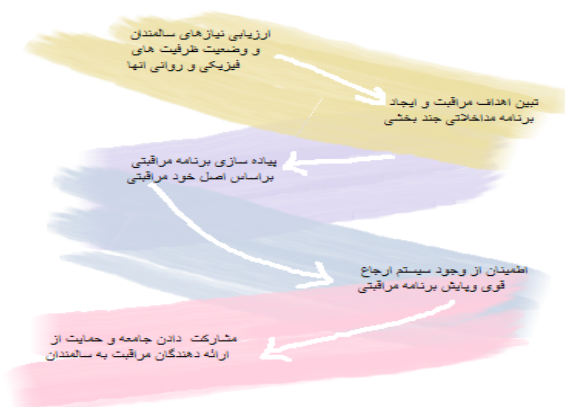 ارزیابی نیازهای سالمندان
و وضعیت ظرفیت های
فیزیکی و روانی آنها
تبین اهداف مراقبت و ایجاد
برنامه مداخلاتی چند بخشی
پیاده سازی برنامه مراقبتی
براساس اصل خود مراقبتی
اطمینان از وجود سیستم ارجاع
قوی وپایش برنامه مراقبتی
مشارکت دادن جامعه و حمایت از
ارائه دهندگان مراقبت به سالمندان